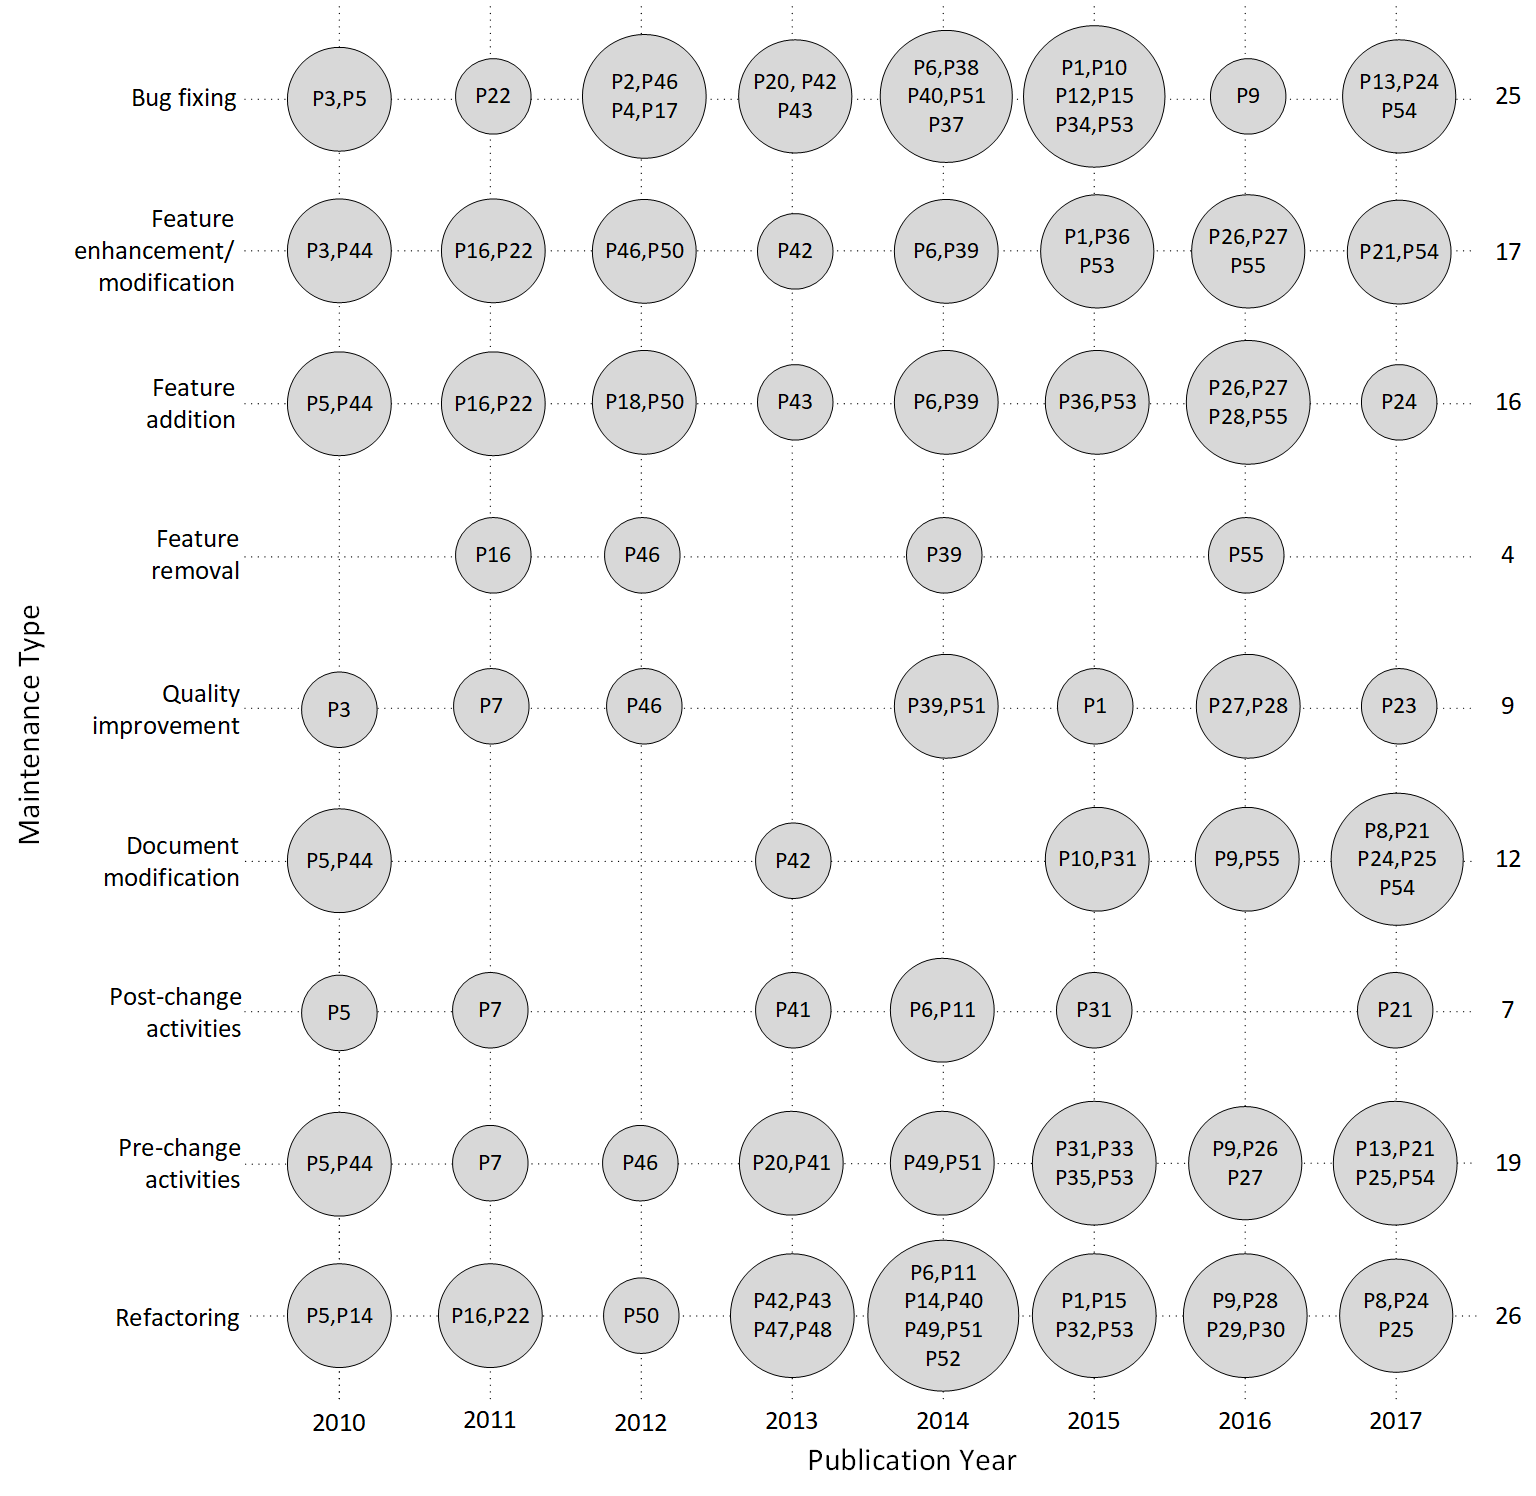 Bug fixing
P3,P5
P22
P2,P46
P4,P17
P20, P42
P43
P6,P38
P40,P51
P37
P1,P10
P12,P15
P34,P53
P9
P13,P24
P54
25
Feature
enhancement/
modification
P3,P44
P16,P22
P46,P50
P42
P6,P39
P1,P36
P53
P26,P27
P55
P21,P54
17
Feature
addition
P5,P44
P16,P22
P18,P50
P43
P6,P39
P36,P53
P26,P27
P28,P55
P24
16
Feature
removal
P16
P46
P39
P55
4
Maintenance Type
Quality
improvement
P3
P7
P46
P39,P51
P1
P27,P28
P23
9
Document
modification
P5,P44
P42
P10,P31
P9,P55
P8,P21
P24,P25
P54
12
Post-change
activities
P5
P7
P41
P6,P11
P31
P21
7
Pre-change
activities
P5,P44
P7
P46
P20,P41
P49,P51
P31,P33
P35,P53
P9,P26
P27
P13,P21
P25,P54
19
Refactoring
P5,P14
P16,P22
P50
P42,P43
P47,P48
P6,P11
P14,P40
P49,P51
P52
P1,P15
P32,P53
P9,P28
P29,P30
P8,P24
P25
26
2010
2011
2012
2013
2014
2015
2016
2017
Publication Year